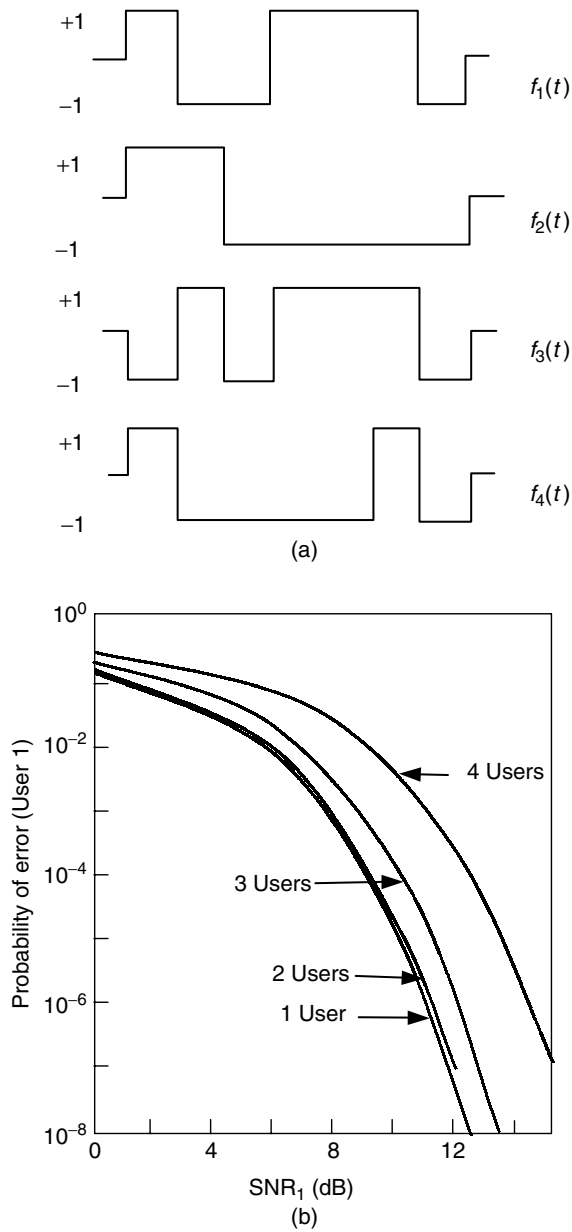 +1
−1
f₁(t)
+1
−1
f₂(t)
+1
−1
f₃(t)
+1
−1
f₄(t)
(a)
10⁰
10⁻²
10⁻⁴
10⁻⁶
10⁻⁸
Probability of error (User 1)
4 Users
3 Users
2 Users
1 User
0 4 8 12
SNR₁ (dB)
(b)